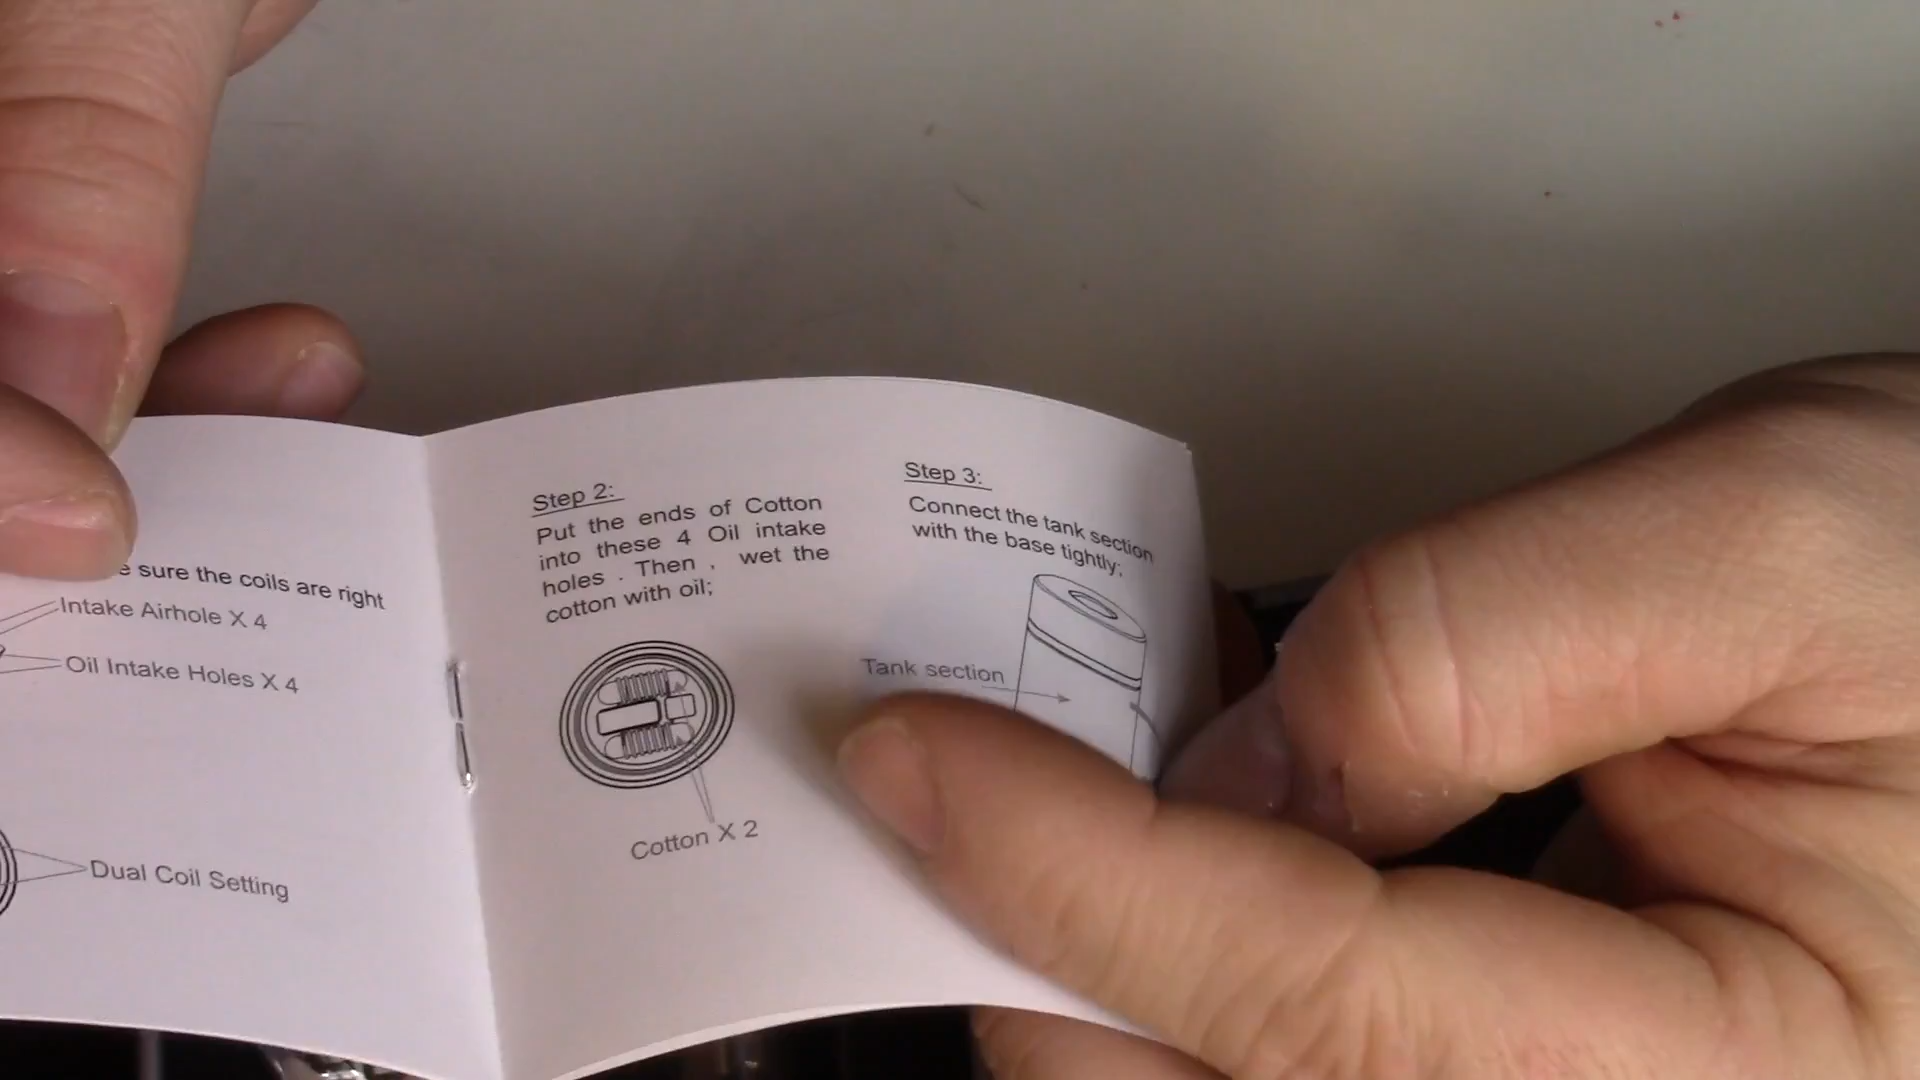 sure the coils are right
Intake Airhole X 4
Oil Intake Holes X 4
Dual Coil Setting
Step 2:
Put the ends of Cotton
into these 4 Oil intake
holes . Then , wet the
cotton with oil;
Cotton X 2
Step 3:
Connect the tank section
with the base tightly;
Tank section